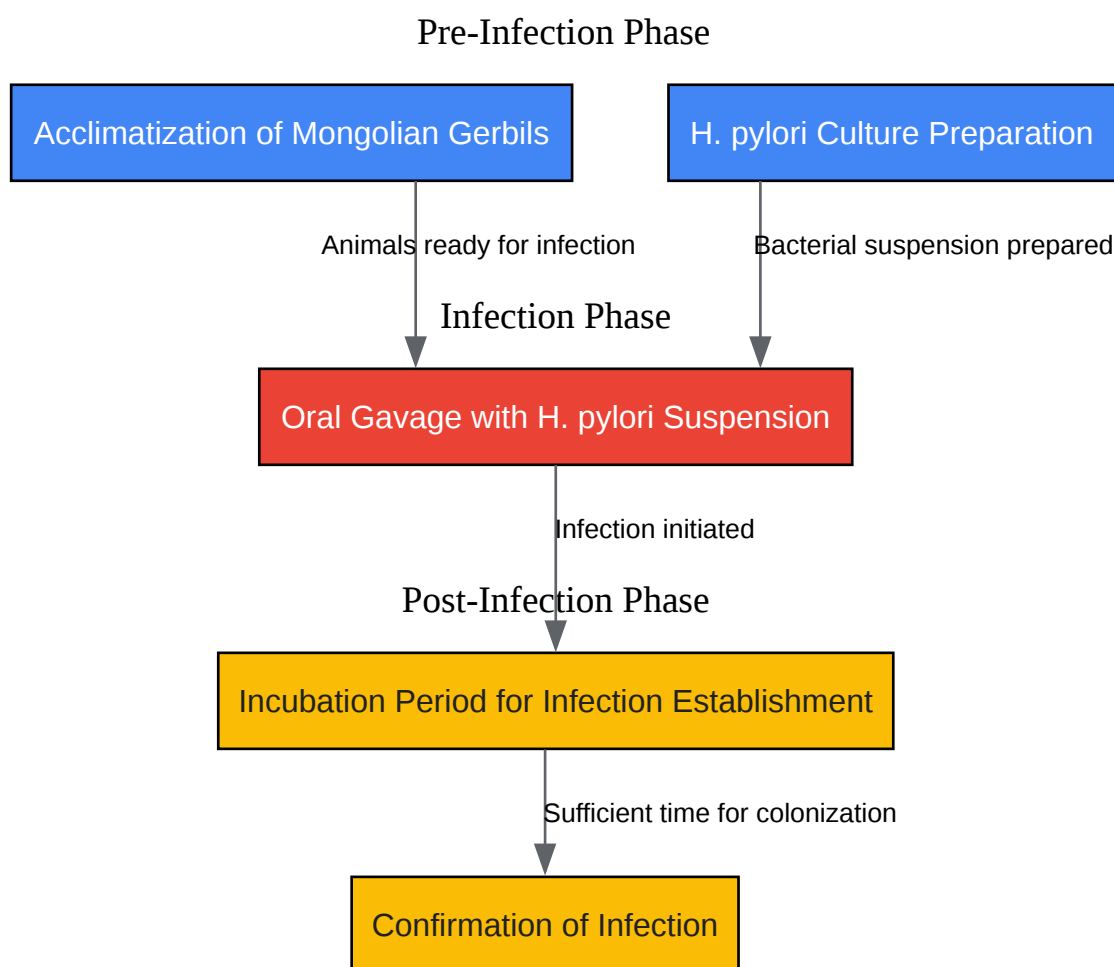 Pre-Infection Phase
Acclimatization of Mongolian Gerbils
H. pylori Culture Preparation
Animals ready for infection
Bacterial suspension prepared
Infection Phase
Oral Gavage with H. pylori Suspension
Infection initiated
Post-Infection Phase
Incubation Period for Infection Establishment
Sufficient time for colonization
Confirmation of Infection